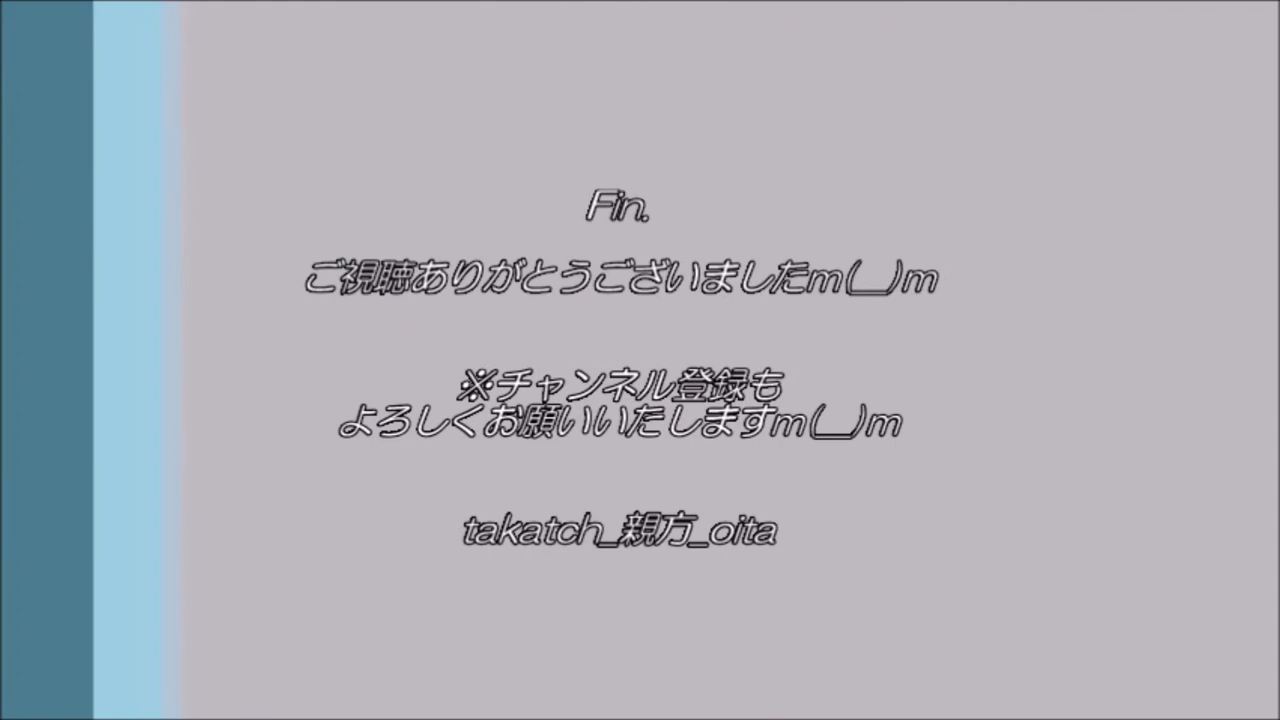 Fin.
ご視聴ありがとうございましたm(__)m
※チャンネル登録も
よろしくお願いいたしますm(__)m
takatch_親方_oita